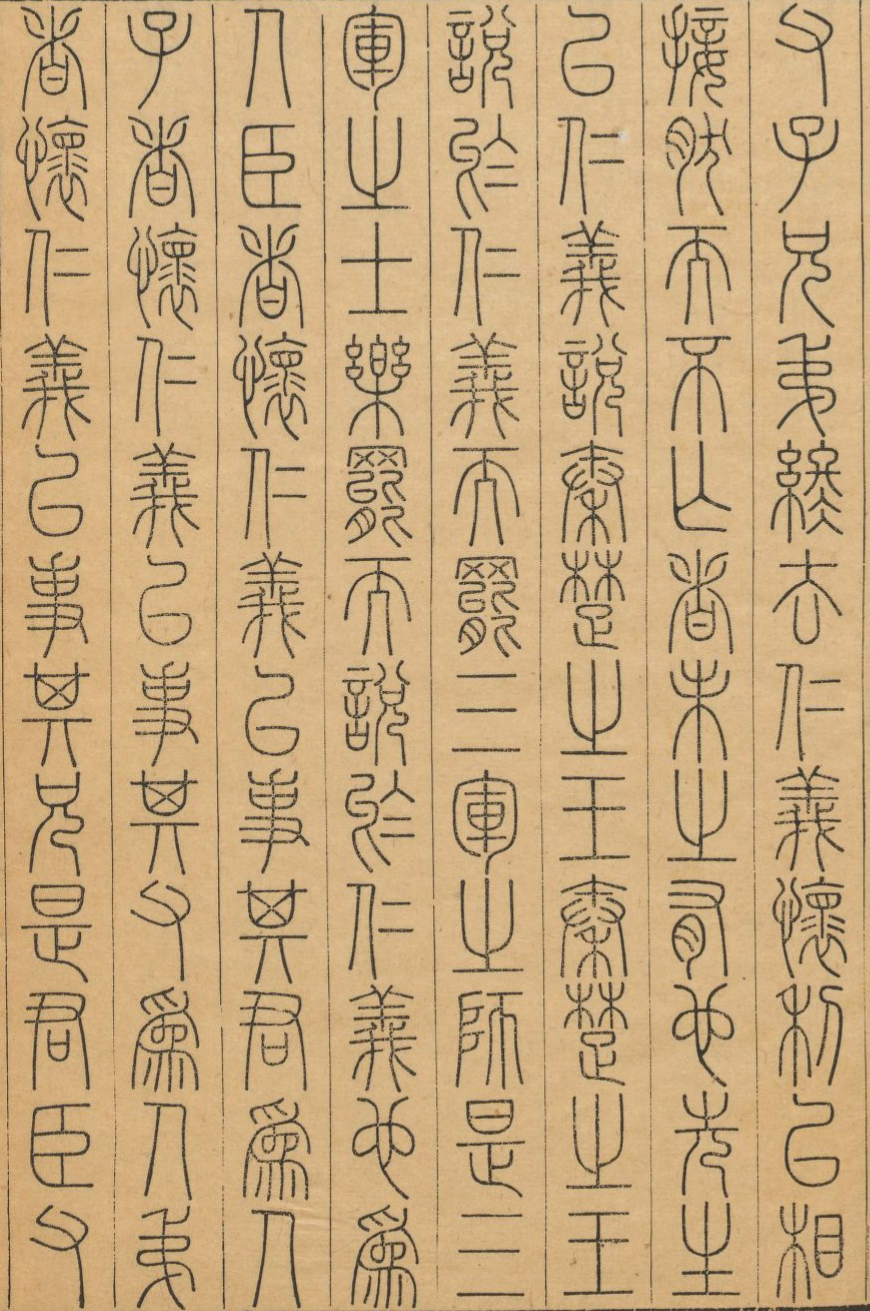 父子兄弟終去仁義懷利以相
接然而不亡者未之有也先生
以仁義說秦楚之王秦楚之王
說於仁義而罷三軍之師是三
軍之士樂罷而說於仁義也為
人臣者懷仁義以事其君為人
子者懷仁義以事其父為人弟
者懷仁義以事其兄是君臣父